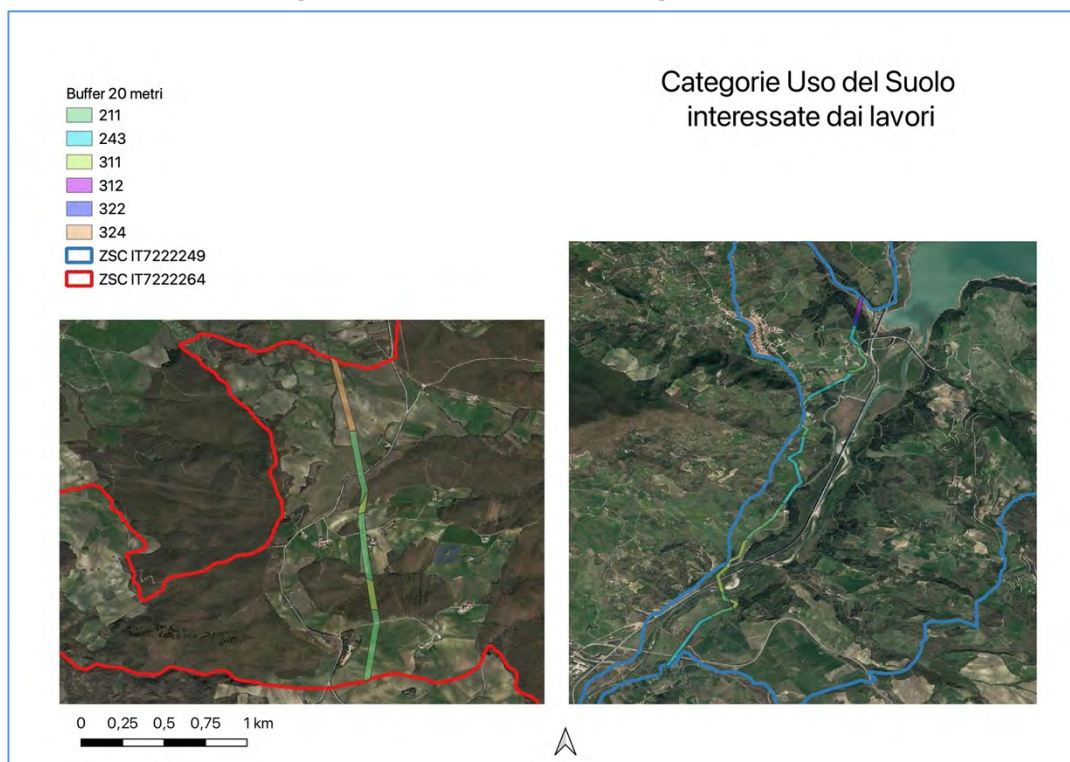 Categorie Uso del Suolo
interessate dai lavori
Buffer 20 metri
211
243
311
312
322
324
ZSC IT7222249
ZSC IT7222264
0 0,25 0,5 0,75 1 km